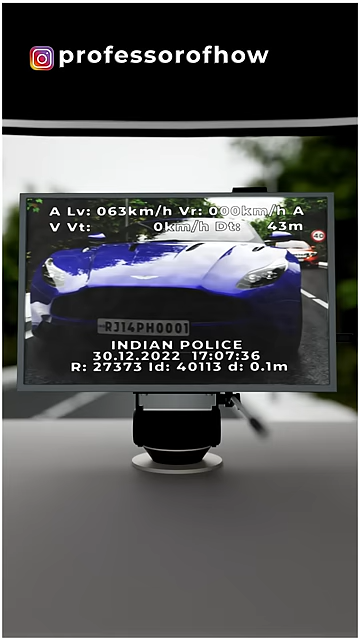 professorofhow
A Lv: 063km/h Vr: 000km/h A
V Vt: 0km/h Dt: 43m
40
RJ14PH0001
INDIAN POLICE
30.12.2022 17:07:36
R: 27373 Id: 40113 d: 0.1m